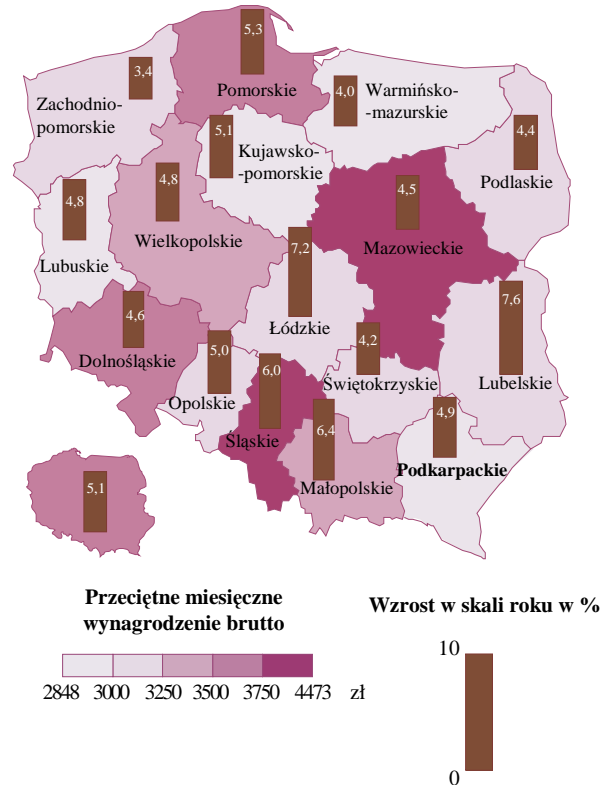 5,3
3,4
Pomorskie
Zachodnio-
pomorskie
4,0
Warmińsko-
-mazurskie
5,1
Kujawsko-
-pomorskie
4,4
Podlaskie
4,8
Lubuskie
4,8
Wielkopolskie
4,5
Mazowieckie
7,2
Łódzkie
4,6
Dolnośląskie
5,0
Opolskie
6,0
Śląskie
4,2
Świętokrzyskie
7,6
Lubelskie
6,4
Małopolskie
4,9
Podkarpackie
5,1
Przeciętne miesięczne
wynagrodzenie brutto
2848 3000 3250 3500 3750 4473 zł
Wzrost w skali roku w %
10
0